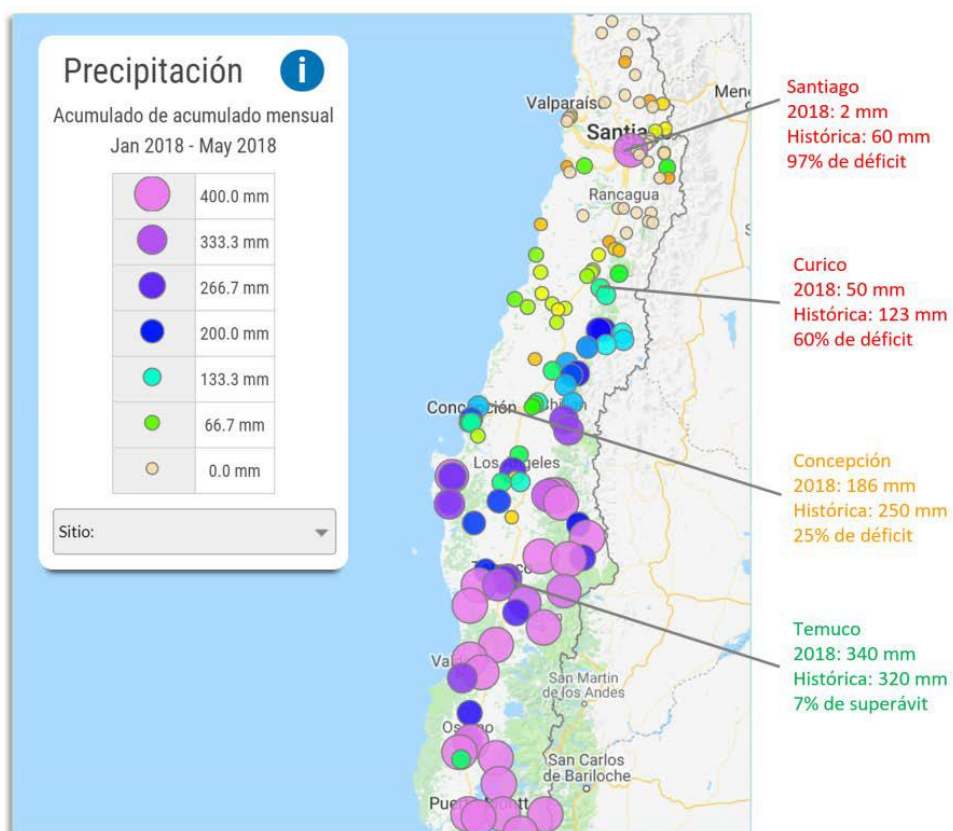 Precipitación
i
Acumulado de acumulado mensual
Jan 2018 - May 2018
400.0 mm
333.3 mm
266.7 mm
200.0 mm
133.3 mm
66.7 mm
0.0 mm
Sitio:
Valparaíso
Rancagua
Concepción
Los Angeles
San Martin
de los Andes
San Carlos
de Bariloche
Santiago
2018: 2 mm
Histórica: 60 mm
97% de déficit
Curico
2018: 50 mm
Histórica: 123 mm
60% de déficit
Concepción
2018: 186 mm
Histórica: 250 mm
25% de déficit
Temuco
2018: 340 mm
Histórica: 320 mm
7% de superávit